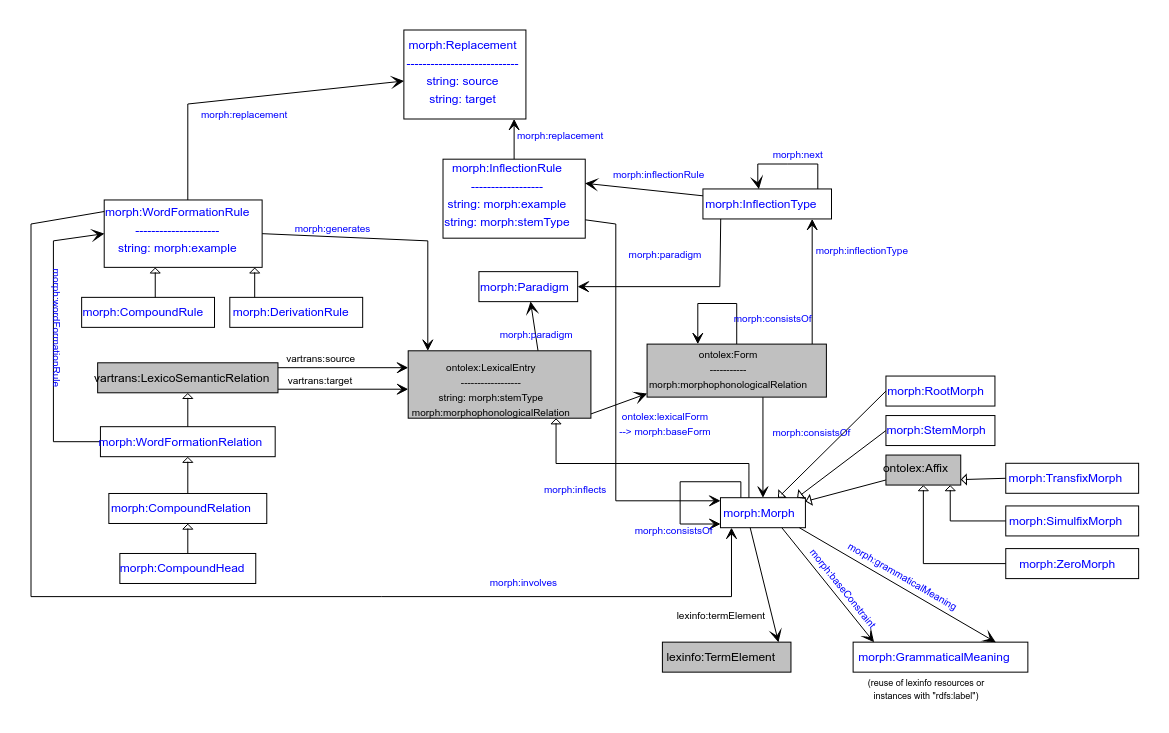 morph:Replacement
----------------------------
string: source
string: target
morph:replacement
morph:replacement
morph:InflectionRule
------------------
string: morph:example
string: morph:stemType
morph:next
morph:inflectionRule
morph:InflectionType
morph:WordFormationRule
---------------------
string: morph:example
morph:generates
morph:paradigm
morph:inflectionType
morph:wordFormationRule
morph:Paradigm
morph:CompoundRule
morph:DerivationRule
morph:paradigm
morph:consistsOf
vartrans:source
vartrans:target
vartrans:LexicoSemanticRelation
ontolex:LexicalEntry
------------------
string: morph:stemType
morph:morphophonologicalRelation
ontolex:Form
-----------
morph:morphophonologicalRelation
ontolex:lexicalForm
--> morph:baseForm
morph:consistsOf
morph:RootMorph
morph:StemMorph
ontolex:Affix
morph:TransfixMorph
morph:SimulfixMorph
morph:ZeroMorph
morph:WordFormationRelation
morph:CompoundRelation
morph:CompoundHead
morph:inflects
morph:Morph
morph:consistsOf
morph:involves
morph:baseConstraint
morph:grammaticalMeaning
lexinfo:termElement
lexinfo:TermElement
morph:GrammaticalMeaning
(reuse of lexinfo resources or
instances with "rdfs:label")